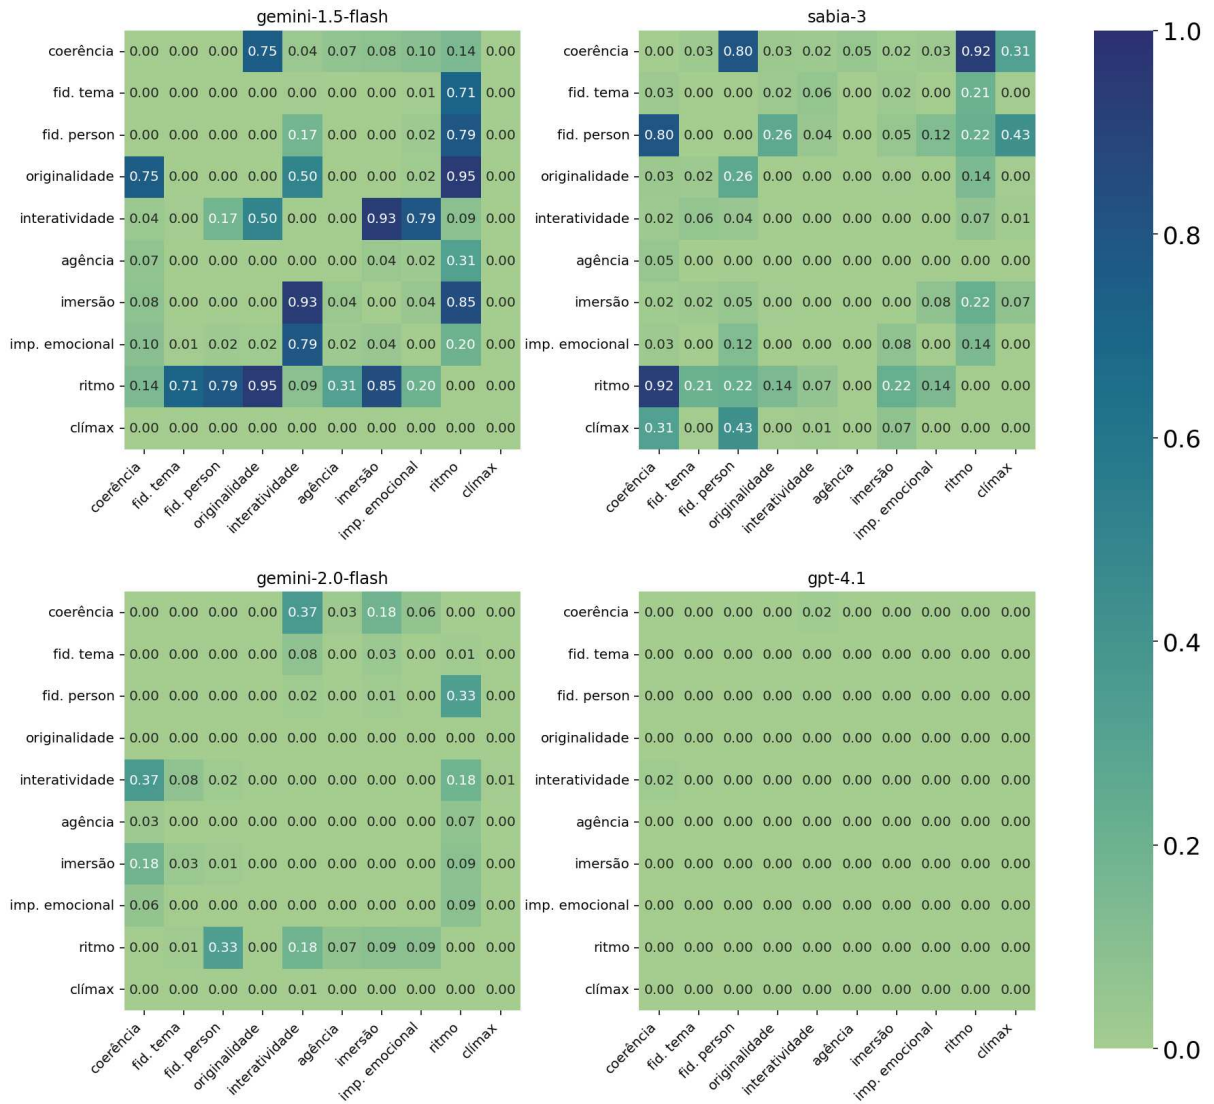 gemini-1.5-flash
coerência 0.00 0.00 0.00 0.75 0.04 0.07 0.08 0.10 0.14 0.00
fid. tema 0.00 0.00 0.00 0.00 0.00 0.00 0.00 0.01 0.71 0.00
fid. person 0.00 0.00 0.00 0.00 0.17 0.00 0.00 0.02 0.79 0.00
originalidade 0.75 0.00 0.00 0.00 0.50 0.00 0.00 0.02 0.95 0.00
interatividade 0.04 0.00 0.17 0.50 0.00 0.00 0.93 0.79 0.09 0.00
agência 0.07 0.00 0.00 0.00 0.00 0.00 0.04 0.02 0.31 0.00
imersão 0.08 0.00 0.00 0.00 0.93 0.04 0.00 0.04 0.85 0.00
imp. emocional 0.10 0.01 0.02 0.02 0.79 0.02 0.04 0.00 0.20 0.00
ritmo 0.14 0.71 0.79 0.95 0.09 0.31 0.85 0.20 0.00 0.00
clímax 0.00 0.00 0.00 0.00 0.00 0.00 0.00 0.00 0.00 0.00
coerência fid. tema fid. person originalidade interatividade agência imersão imp. emocional ritmo clímax
sabia-3
coerência 0.00 0.03 0.80 0.03 0.02 0.05 0.02 0.03 0.92 0.31
fid. tema 0.03 0.00 0.00 0.02 0.06 0.00 0.02 0.00 0.21 0.00
fid. person 0.80 0.00 0.00 0.26 0.04 0.00 0.05 0.12 0.22 0.43
originalidade 0.03 0.02 0.26 0.00 0.00 0.00 0.00 0.00 0.14 0.00
interatividade 0.02 0.06 0.04 0.00 0.00 0.00 0.00 0.00 0.07 0.01
agência 0.05 0.00 0.00 0.00 0.00 0.00 0.00 0.00 0.00 0.00
imersão 0.02 0.02 0.05 0.00 0.00 0.00 0.00 0.08 0.22 0.07
imp. emocional 0.03 0.00 0.12 0.00 0.00 0.00 0.08 0.00 0.14 0.00
ritmo 0.92 0.21 0.22 0.14 0.07 0.00 0.22 0.14 0.00 0.00
clímax 0.31 0.00 0.43 0.00 0.01 0.00 0.07 0.00 0.00 0.00
coerência fid. tema fid. person originalidade interatividade agência imersão imp. emocional ritmo clímax
gemini-2.0-flash
coerência 0.00 0.00 0.00 0.00 0.37 0.03 0.18 0.06 0.00 0.00
fid. tema 0.00 0.00 0.00 0.00 0.08 0.00 0.03 0.00 0.01 0.00
fid. person 0.00 0.00 0.00 0.00 0.02 0.00 0.01 0.00 0.33 0.00
originalidade 0.00 0.00 0.00 0.00 0.00 0.00 0.00 0.00 0.00 0.00
interatividade 0.37 0.08 0.02 0.00 0.00 0.00 0.00 0.00 0.18 0.01
agência 0.03 0.00 0.00 0.00 0.00 0.00 0.00 0.00 0.07 0.00
imersão 0.18 0.03 0.01 0.00 0.00 0.00 0.00 0.00 0.09 0.00
imp. emocional 0.06 0.00 0.00 0.00 0.00 0.00 0.00 0.00 0.09 0.00
ritmo 0.00 0.01 0.33 0.00 0.18 0.07 0.09 0.09 0.00 0.00
clímax 0.00 0.00 0.00 0.00 0.01 0.00 0.00 0.00 0.00 0.00
coerência fid. tema fid. person originalidade interatividade agência imersão imp. emocional ritmo clímax
gpt-4.1
coerência 0.00 0.00 0.00 0.00 0.02 0.00 0.00 0.00 0.00 0.00
fid. tema 0.00 0.00 0.00 0.00 0.00 0.00 0.00 0.00 0.00 0.00
fid. person 0.00 0.00 0.00 0.00 0.00 0.00 0.00 0.00 0.00 0.00
originalidade 0.00 0.00 0.00 0.00 0.00 0.00 0.00 0.00 0.00 0.00
interatividade 0.02 0.00 0.00 0.00 0.00 0.00 0.00 0.00 0.00 0.00
agência 0.00 0.00 0.00 0.00 0.00 0.00 0.00 0.00 0.00 0.00
imersão 0.00 0.00 0.00 0.00 0.00 0.00 0.00 0.00 0.00 0.00
imp. emocional 0.00 0.00 0.00 0.00 0.00 0.00 0.00 0.00 0.00 0.00
ritmo 0.00 0.00 0.00 0.00 0.00 0.00 0.00 0.00 0.00 0.00
clímax 0.00 0.00 0.00 0.00 0.00 0.00 0.00 0.00 0.00 0.00
coerência fid. tema fid. person originalidade interatividade agência imersão imp. emocional ritmo clímax
1.0
0.8
0.6
0.4
0.2
0.0